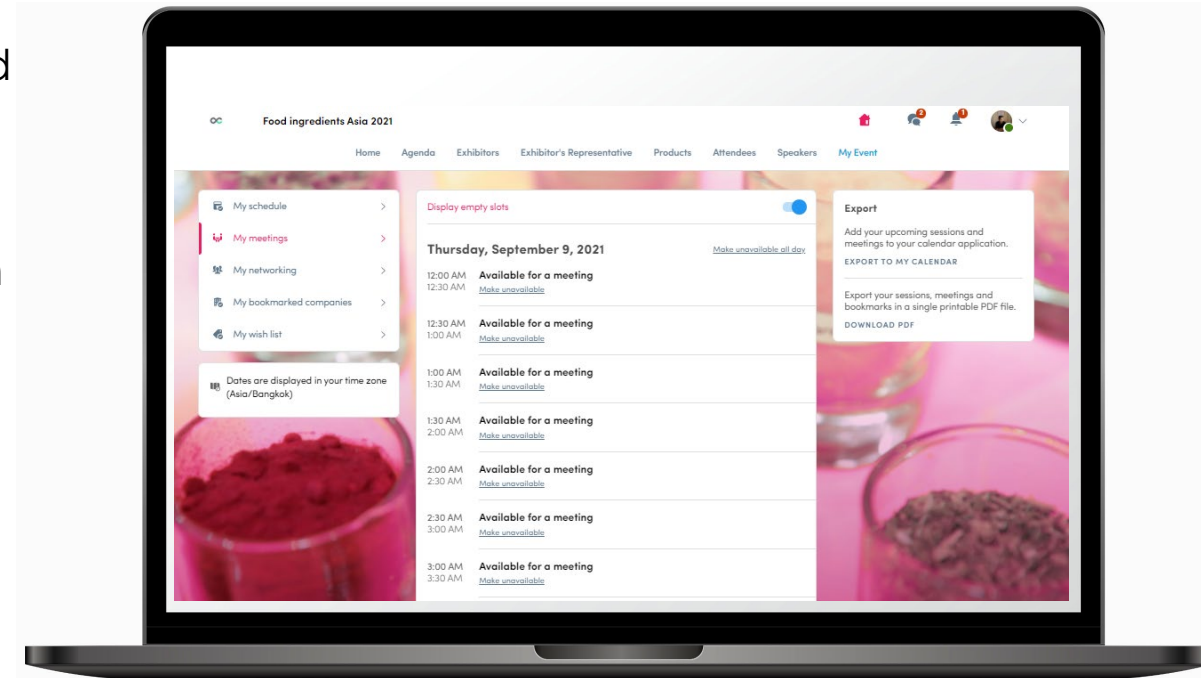 d
n
Food ingredients Asia 2021
2
1
Home Agenda Exhibitors Exhibitor's Representative Products Attendees Speakers My Event
My schedule
My meetings
My networking
My bookmarked companies
My wish list
Dates are displayed in your time zone
(Asia/Bangkok)
Display empty slots
Thursday, September 9, 2021 Make unavailable all day
12:00 AM Available for a meeting
12:30 AM Make unavailable
12:30 AM Available for a meeting
1:00 AM Make unavailable
1:00 AM Available for a meeting
1:30 AM Make unavailable
1:30 AM Available for a meeting
2:00 AM Make unavailable
2:00 AM Available for a meeting
2:30 AM Make unavailable
2:30 AM Available for a meeting
3:00 AM Make unavailable
3:00 AM Available for a meeting
3:30 AM Make unavailable
Export
Add your upcoming sessions and
meetings to your calendar application.
EXPORT TO MY CALENDAR
Export your sessions, meetings and
bookmarks in a single printable PDF file.
DOWNLOAD PDF